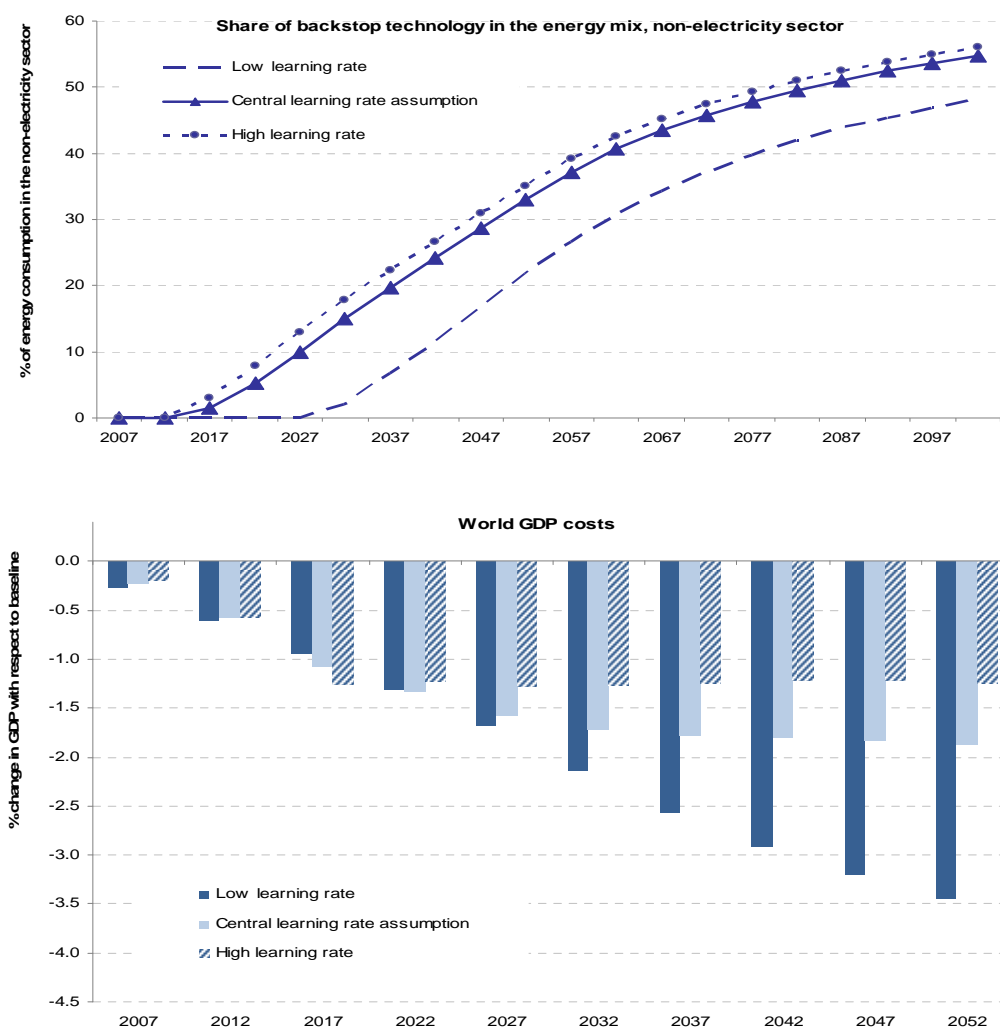 Share of backstop technology in the energy mix, non-electricity sector
% of energy consumption in the non-electricity sector
60
50
40
30
20
10
0
Low learning rate
Central learning rate assumption
High learning rate
2007 2017 2027 2037 2047 2057 2067 2077 2087 2097
World GDP costs
% change in GDP with respect to baseline
0.0
-0.5
-1.0
-1.5
-2.0
-2.5
-3.0
-3.5
-4.0
-4.5
Low learning rate
Central learning rate assumption
High learning rate
2007 2012 2017 2022 2027 2032 2037 2042 2047 2052